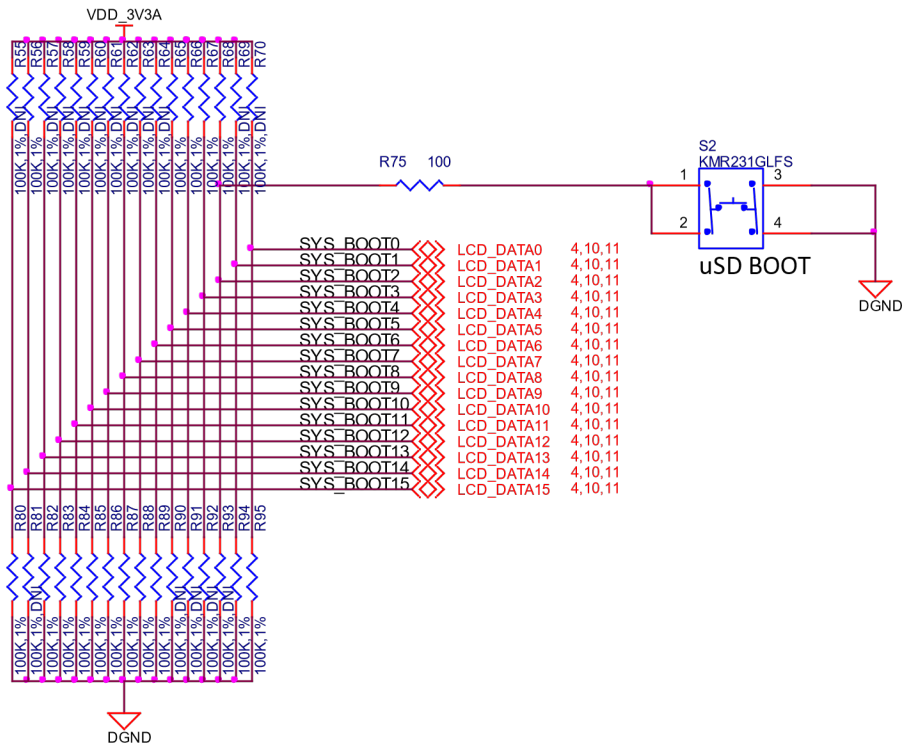 VDD_3V3A
R55
R56
R57
R58
R59
R60
R61
R62
R63
R64
R65
R66
R67
R68
R69
R70
100K,1%,DNI
100K,1%
100K,1%,DNI
100K,1%,DNI
100K,1%,DNI
100K,1%,DNI
100K,1%,DNI
100K,1%,DNI
100K,1%,DNI
100K,1%,DNI
100K,1%,DNI
100K,1%
100K,1%
100K,1%
100K,1%,DNI
100K,1%,DNI
R75 100
S2
KMR231GLFS
1 3
2 4
uSD BOOT
DGND
SYS_BOOT0 LCD_DATA0 4,10,11
SYS_BOOT1 LCD_DATA1 4,10,11
SYS_BOOT2 LCD_DATA2 4,10,11
SYS_BOOT3 LCD_DATA3 4,10,11
SYS_BOOT4 LCD_DATA4 4,10,11
SYS_BOOT5 LCD_DATA5 4,10,11
SYS_BOOT6 LCD_DATA6 4,10,11
SYS_BOOT7 LCD_DATA7 4,10,11
SYS_BOOT8 LCD_DATA8 4,10,11
SYS_BOOT9 LCD_DATA9 4,10,11
SYS_BOOT10 LCD_DATA10 4,10,11
SYS_BOOT11 LCD_DATA11 4,10,11
SYS_BOOT12 LCD_DATA12 4,10,11
SYS_BOOT13 LCD_DATA13 4,10,11
SYS_BOOT14 LCD_DATA14 4,10,11
SYS_BOOT15 LCD_DATA15 4,10,11
R80
R81
R82
R83
R84
R85
R86
R87
R88
R89
R90
R91
R92
R93
R94
R95
100K,1%
100K,1%,DNI
100K,1%
100K,1%
100K,1%
100K,1%
100K,1%
100K,1%
100K,1%
100K,1%
100K,1%
100K,1%,DNI
100K,1%,DNI
100K,1%,DNI
100K,1%
100K,1%
DGND